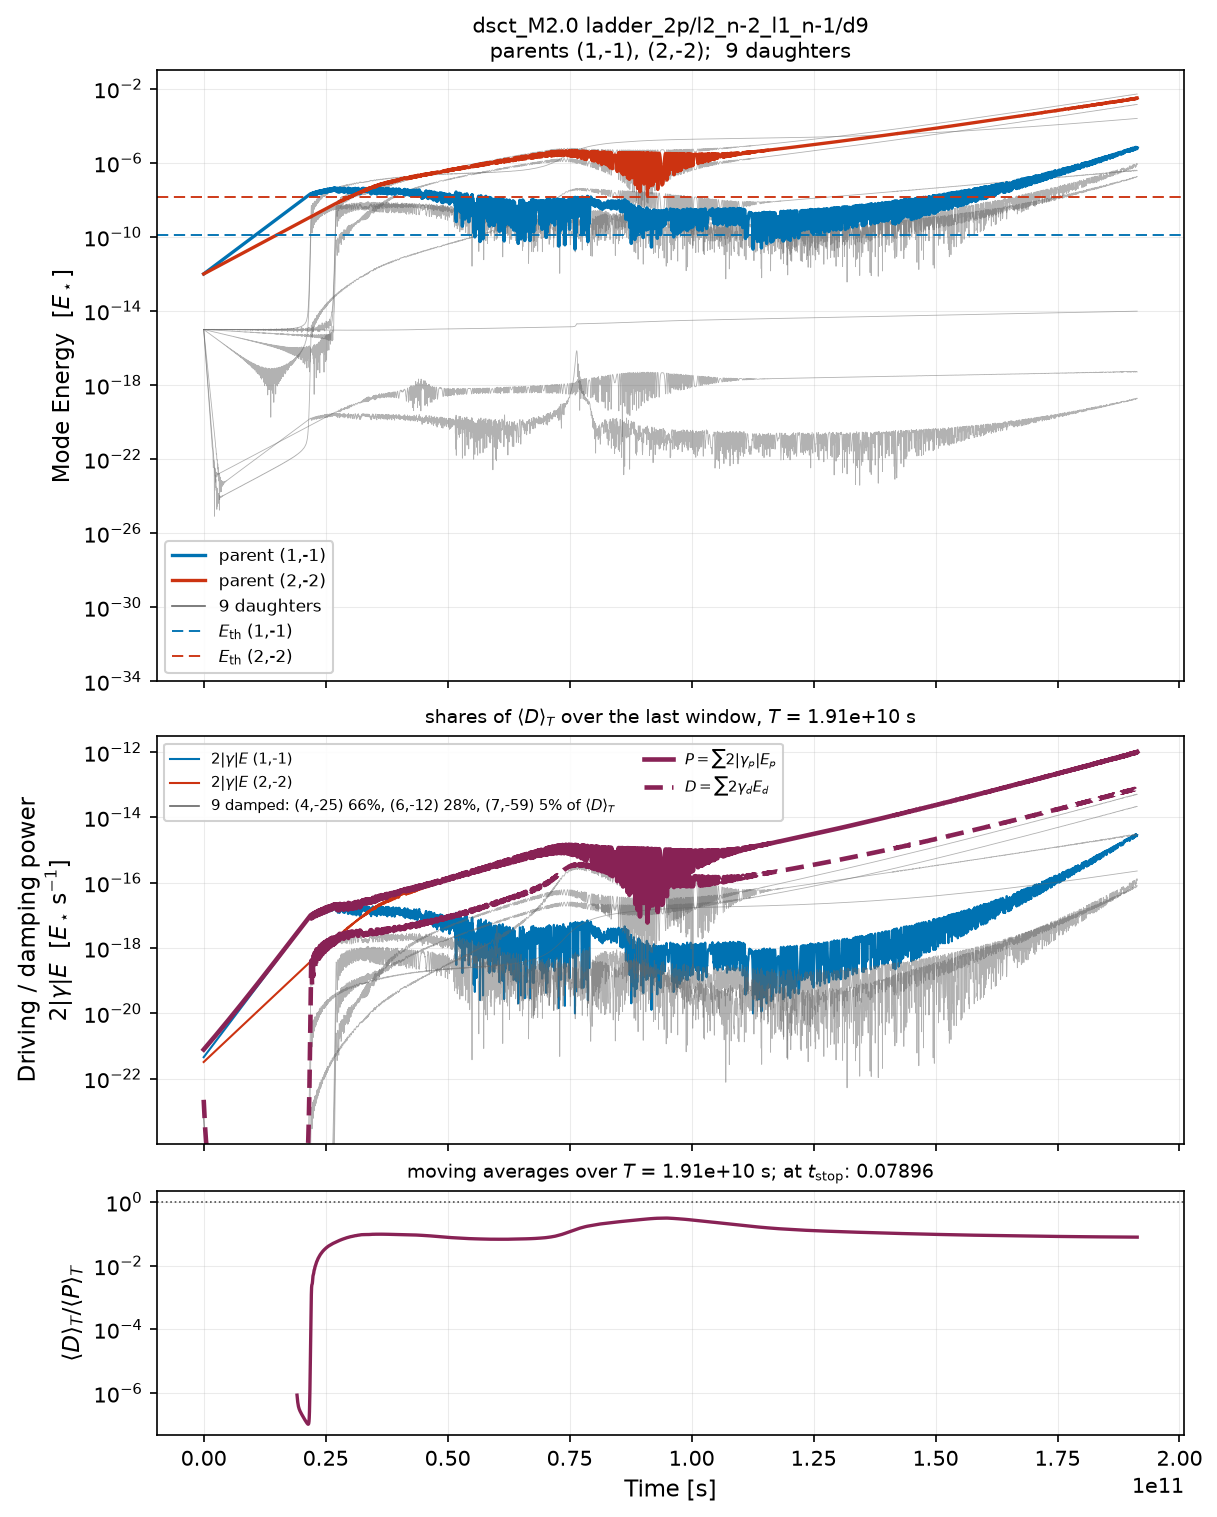 dsct_M2.0 ladder_2p/l2_n-2_l1_n-1/d9
parents (1,-1), (2,-2);  9 daughters
Mode Energy [E⋆]
10⁻²
10⁻⁶
10⁻¹⁰
10⁻¹⁴
10⁻¹⁸
10⁻²²
10⁻²⁶
10⁻³⁰
10⁻³⁴
parent (1,-1)
parent (2,-2)
9 daughters
E_th (1,-1)
E_th (2,-2)
shares of ⟨D⟩_T over the last window, T = 1.91e+10 s
Driving / damping power
2|γ|E [E⋆ s⁻¹]
10⁻¹²
10⁻¹⁴
10⁻¹⁶
10⁻¹⁸
10⁻²⁰
10⁻²²
2|γ|E (1,-1)
2|γ|E (2,-2)
9 damped: (4,-25) 66%, (6,-12) 28%, (7,-59) 5% of ⟨D⟩_T
P = ∑2|γ_p|E_p
D = ∑2γ_dE_d
moving averages over T = 1.91e+10 s; at t_stop: 0.07896
⟨D⟩_T/⟨P⟩_T
10⁰
10⁻²
10⁻⁴
10⁻⁶
0.00 0.25 0.50 0.75 1.00 1.25 1.50 1.75 2.00
1e11
Time [s]